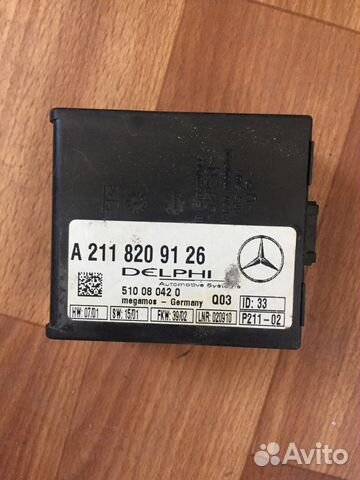 A 211 820 91 26
DELPHI
Automotive Systems
510 08 042 0
megamos - Germany
Q03
ID: 33
HW: 07/01
SW: 15/01
FKW: 39/02
LNR: 020910
P211-02
Avito